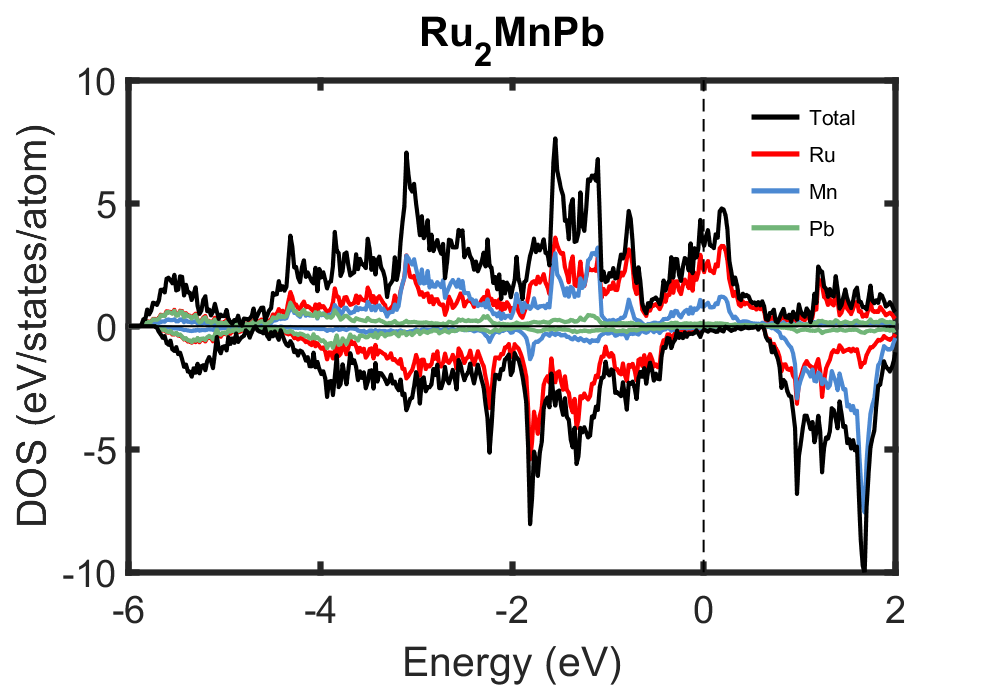 Ru₂MnPb
10
5
0
-5
-10
DOS (eV/states/atom)
Total
Ru
Mn
Pb
-6 -4 -2 0 2
Energy (eV)